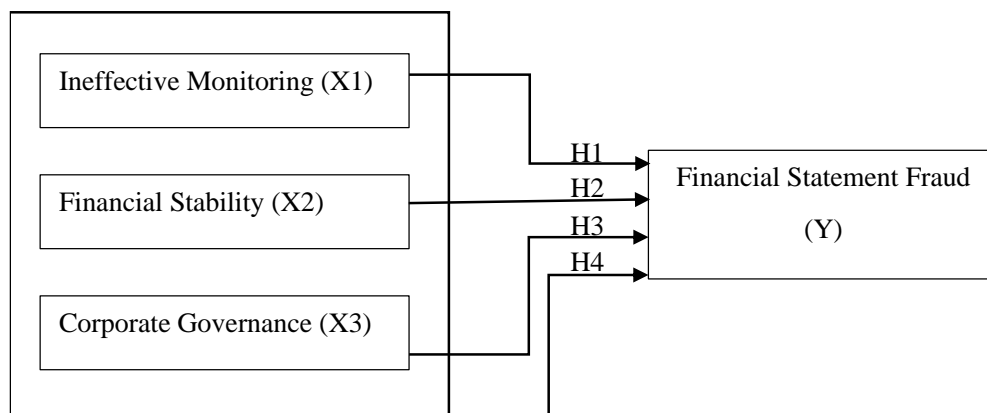 Ineffective Monitoring (X1)
H1
Financial Statement Fraud
(Y)
Financial Stability (X2)
H2
H3
H4
Corporate Governance (X3)